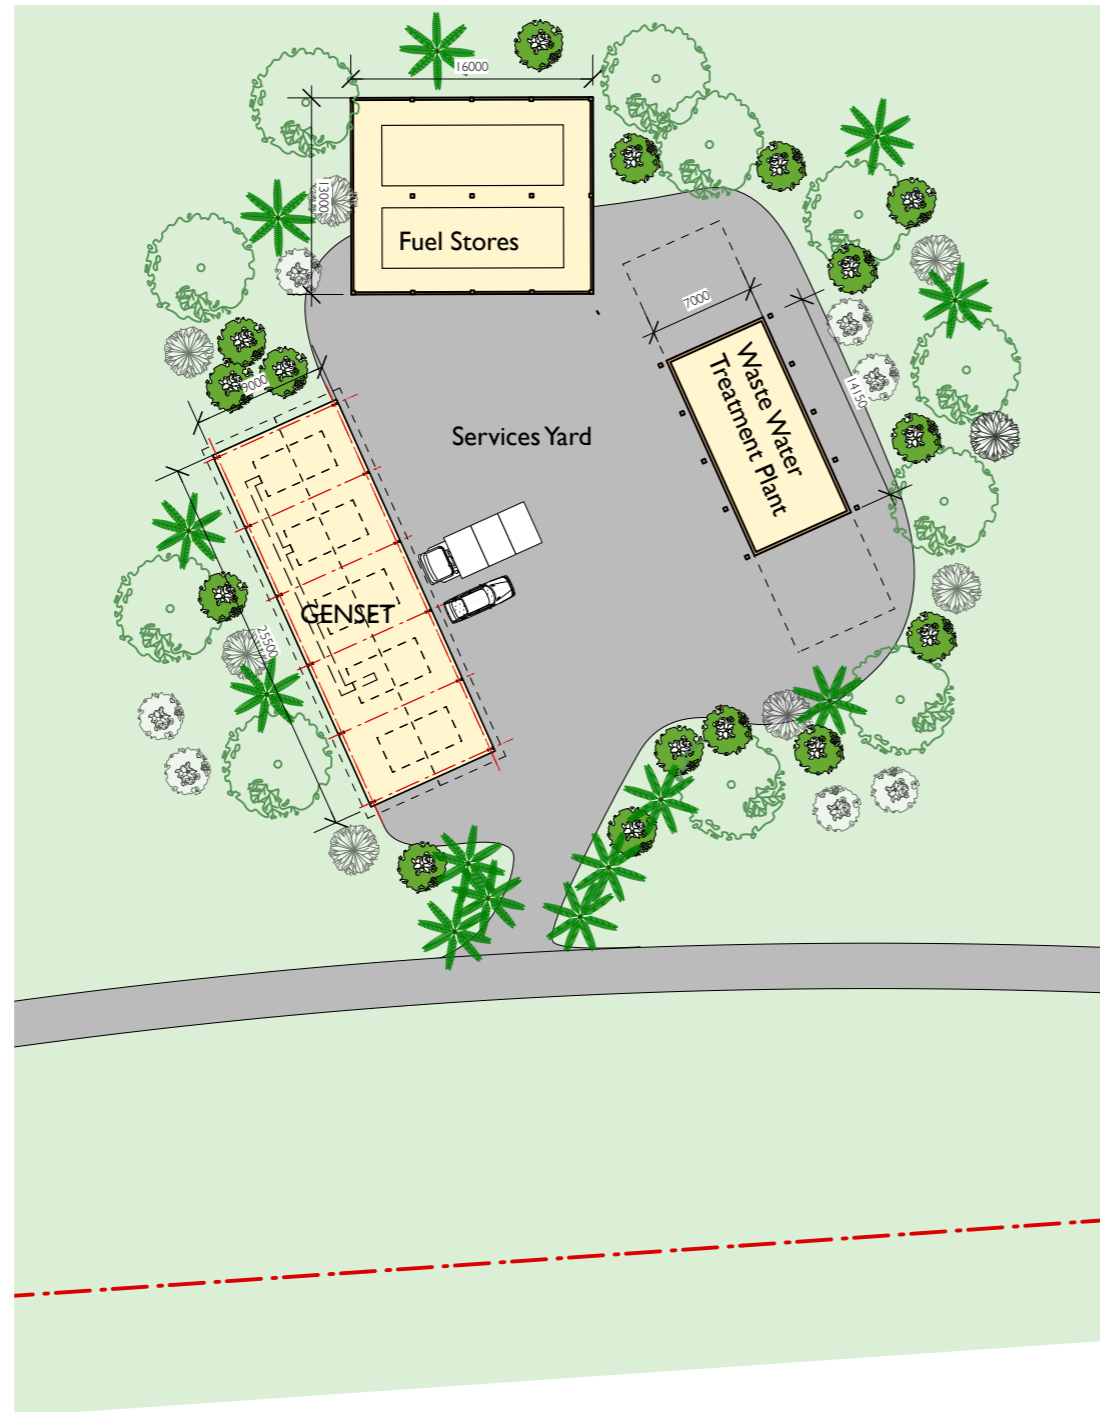 16000
13000
Fuel Stores
7000
14150
Waste Water
Treatment Plant
9000
Services Yard
GENSET
25500